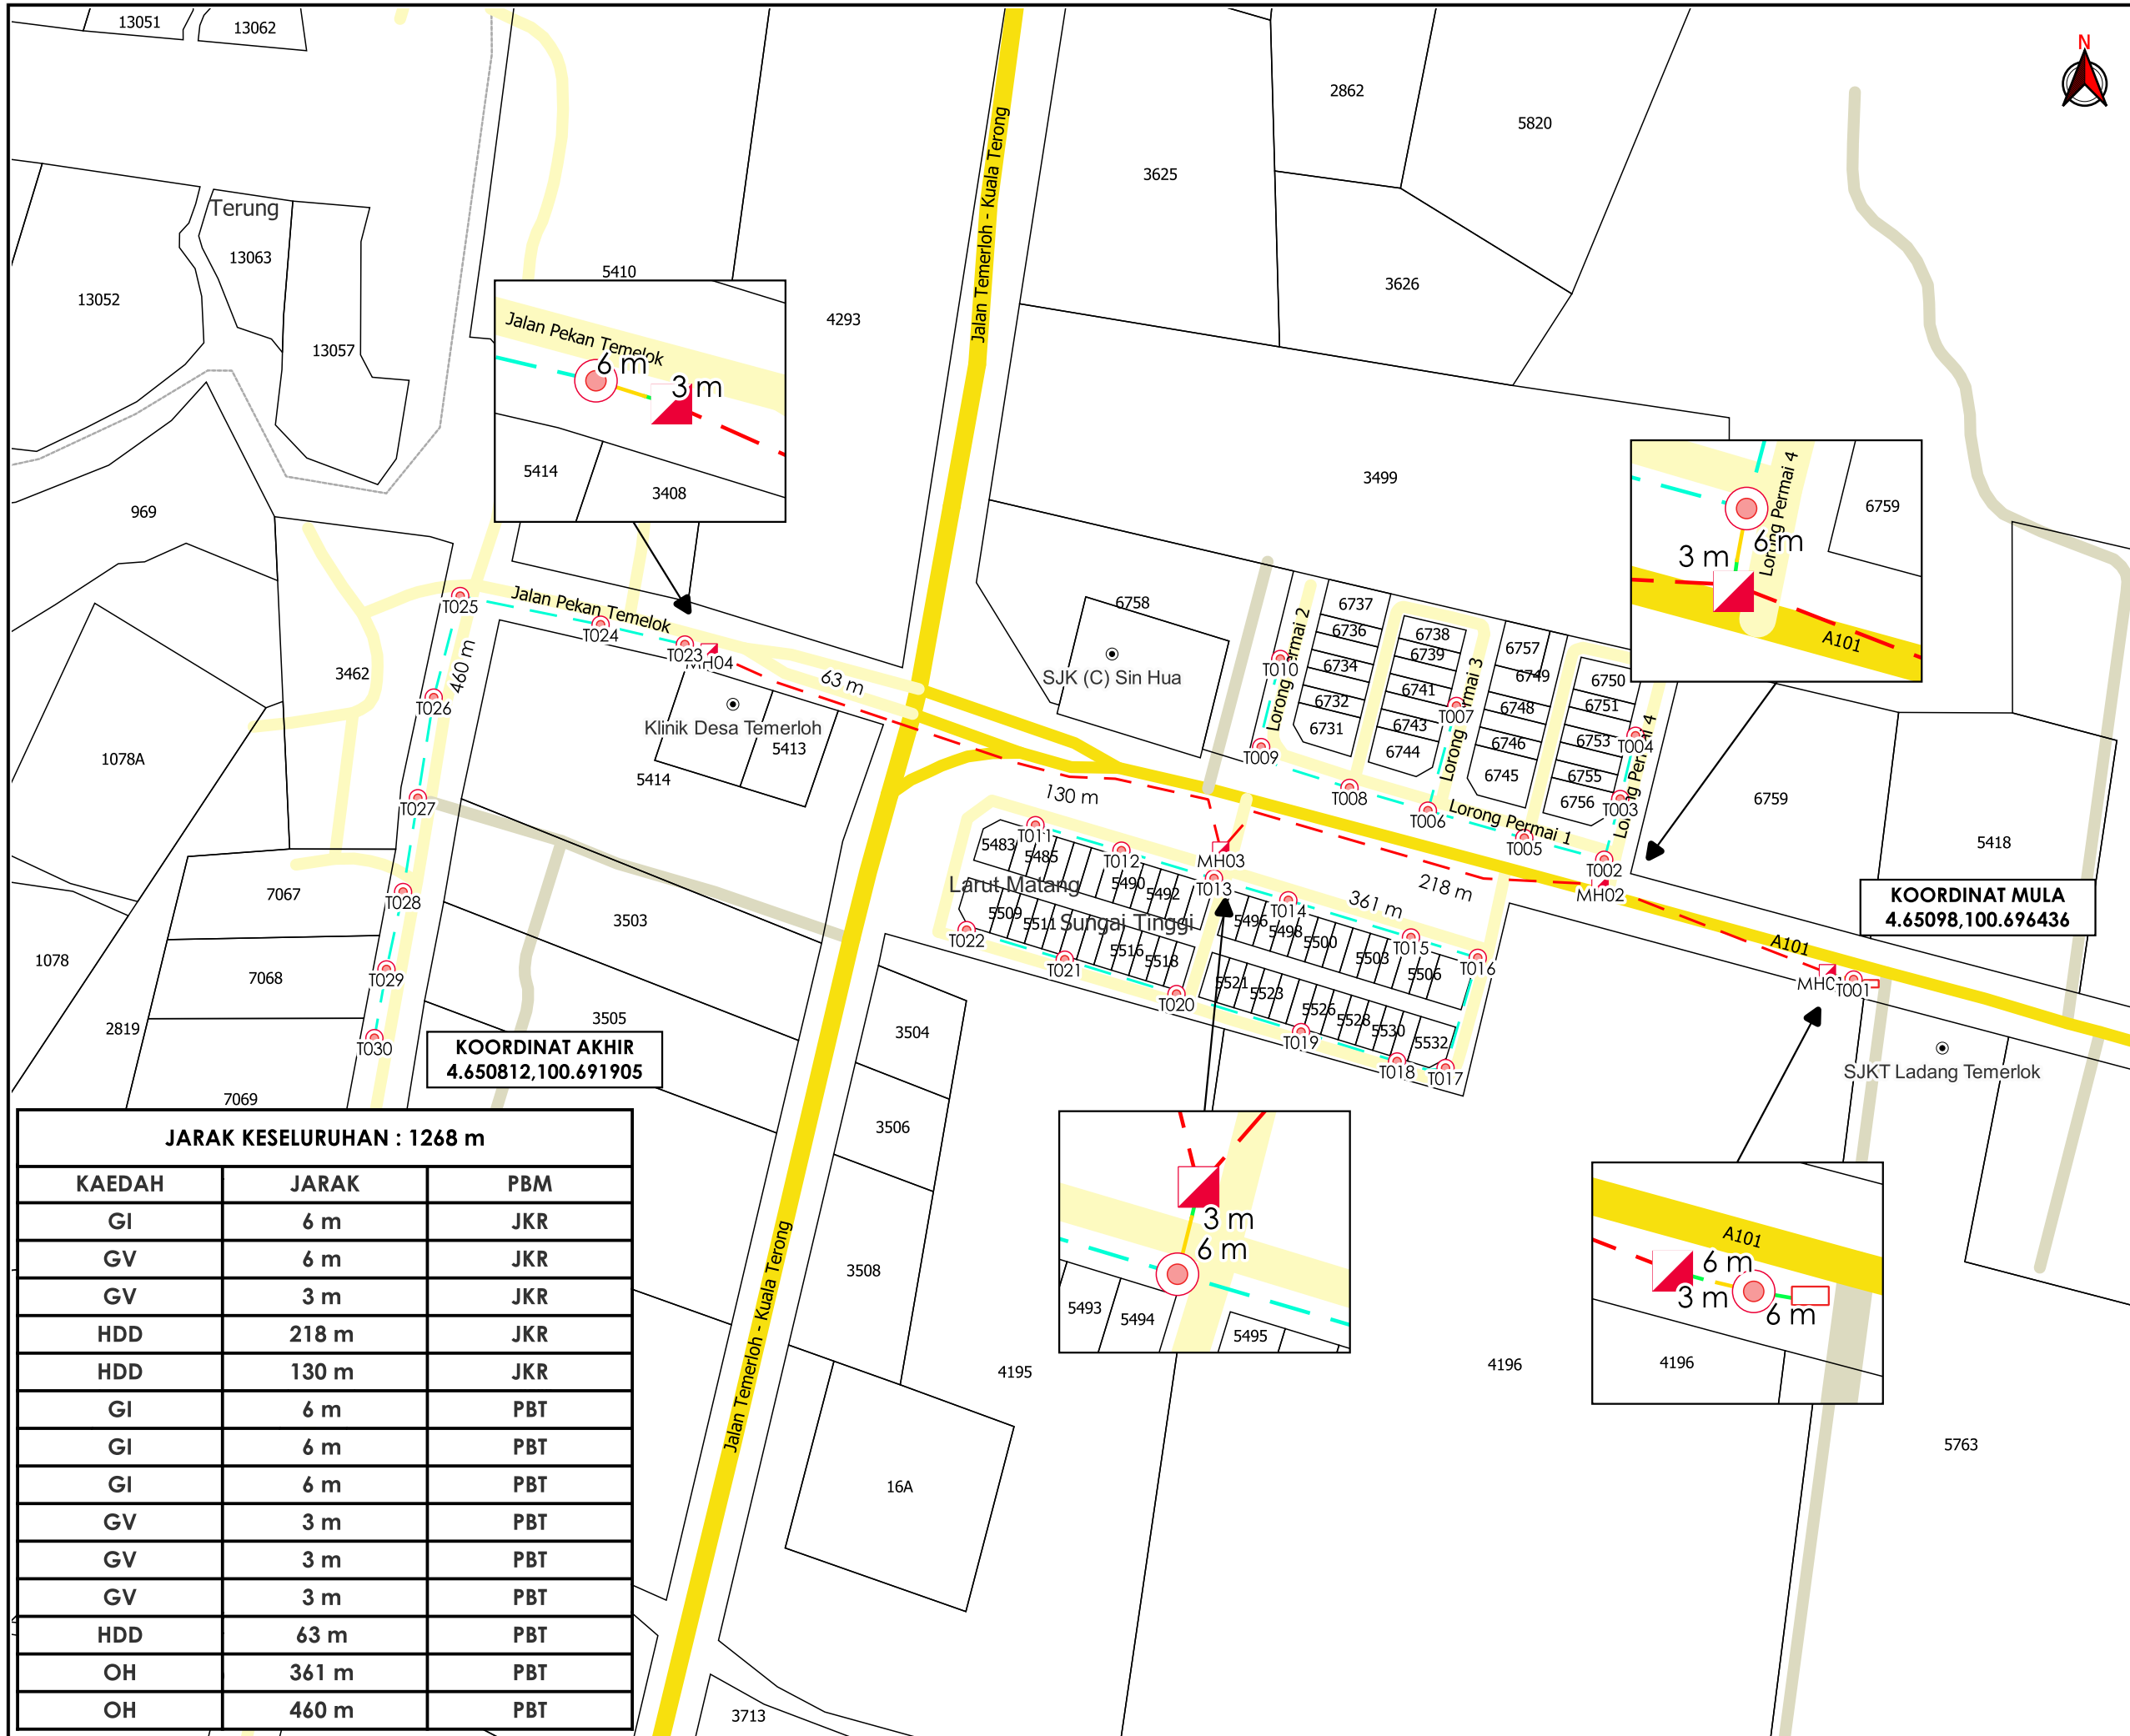 13051
13062
N
2862
5820
3625
Terung
13063
5410
13052
3626
4293
13057
Jalan Temerloh - Kuala Terong
Jalan Pekan Temelok
6 m
3 m
5414
3408
3499
969
Lorong Permai 4
6759
3 m
6 m
A101
T025
Jalan Pekan Temelok
T024
T023
MH04
460 m
3462
T026
63 m
Klinik Desa Temerloh
5413
5414
6758
SJK (C) Sin Hua
T010
Lorong Permai 2
6737
6736
6734
6732
6731
6738
6739
6741
6743
6744
T007
Lorong Permai 3
6757
6749
6748
6746
6745
6750
6751
6753
6755
6756
T004
T003
Lorong Permai 4
T009
T008
T006
Lorong Permai 1
T005
T002
MH02
6759
5418
1078A
T027
130 m
MH03
T013
218 m
361 m
T011
T012
5483
5485
5490
5492
Larut Matang
Sungai Tinggi
5509
5511
5516
5518
T022
T021
T020
T014
5496
5498
5500
5503
5506
T015
T016
5521
5523
5526
5528
5530
5532
T019
T018
T017
KOORDINAT MULA
4.65098,100.696436
A101
MH01
T001
SJKT Ladang Temerlok
7067
T028
3503
1078
7068
T029
2819
T030
3505
KOORDINAT AKHIR
4.650812,100.691905
7069
3504
3506
3508
16A
Jalan Temerloh - Kuala Terong
3713
4195
4196
5763
3 m
6 m
5493
5494
5495
A101
6 m
3 m
6 m
4196
JARAK KESELURUHAN : 1268 m
KAEDAH JARAK PBM
GI 6 m JKR
GV 6 m JKR
GV 3 m JKR
HDD 218 m JKR
HDD 130 m JKR
GI 6 m PBT
GI 6 m PBT
GI 6 m PBT
GV 3 m PBT
GV 3 m PBT
GV 3 m PBT
HDD 63 m PBT
OH 361 m PBT
OH 460 m PBT